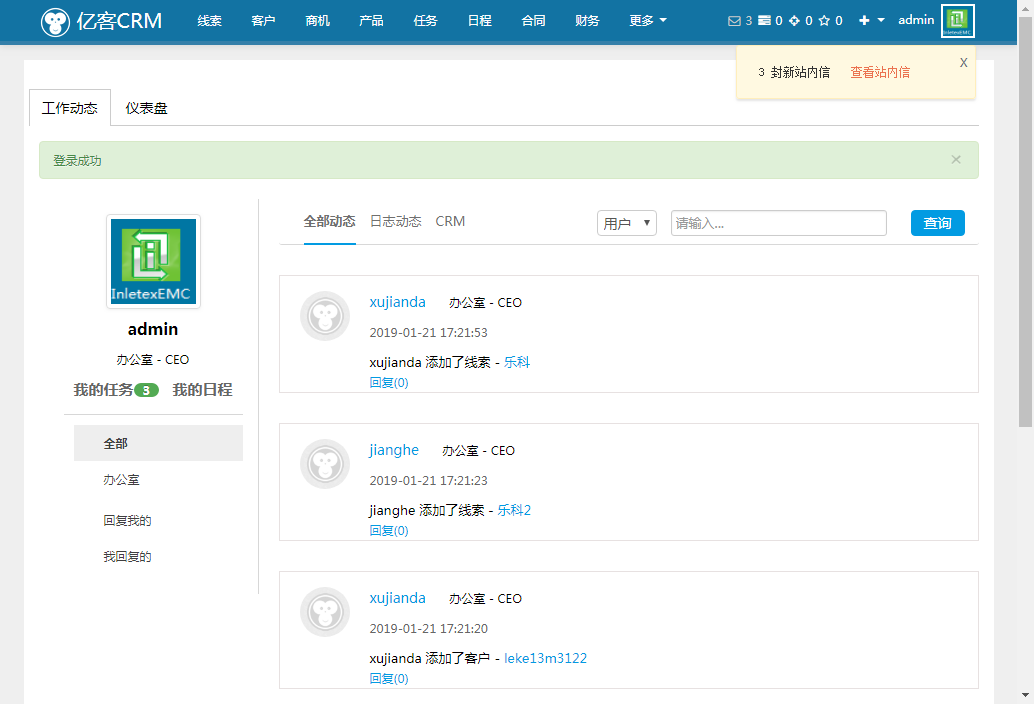 亿客CRM 线索 客户 商机 产品 任务 日程 合同 财务 更多 3 0 0 0 admin
InletexEMC
3 封新站内信 查看站内信 X
工作动态 仪表盘
登录成功 ×
全部动态 日志动态 CRM 用户 请输入... 查询
InletexEMC
admin
办公室 - CEO
我的任务 3 我的日程
全部
办公室
回复我的
我回复的
xujianda 办公室 - CEO
2019-01-21 17:21:53
xujianda 添加了线索 - 乐科
回复(0)
jianghe 办公室 - CEO
2019-01-21 17:21:23
jianghe 添加了线索 - 乐科2
回复(0)
xujianda 办公室 - CEO
2019-01-21 17:21:20
xujianda 添加了客户 - leke13m3122
回复(0)